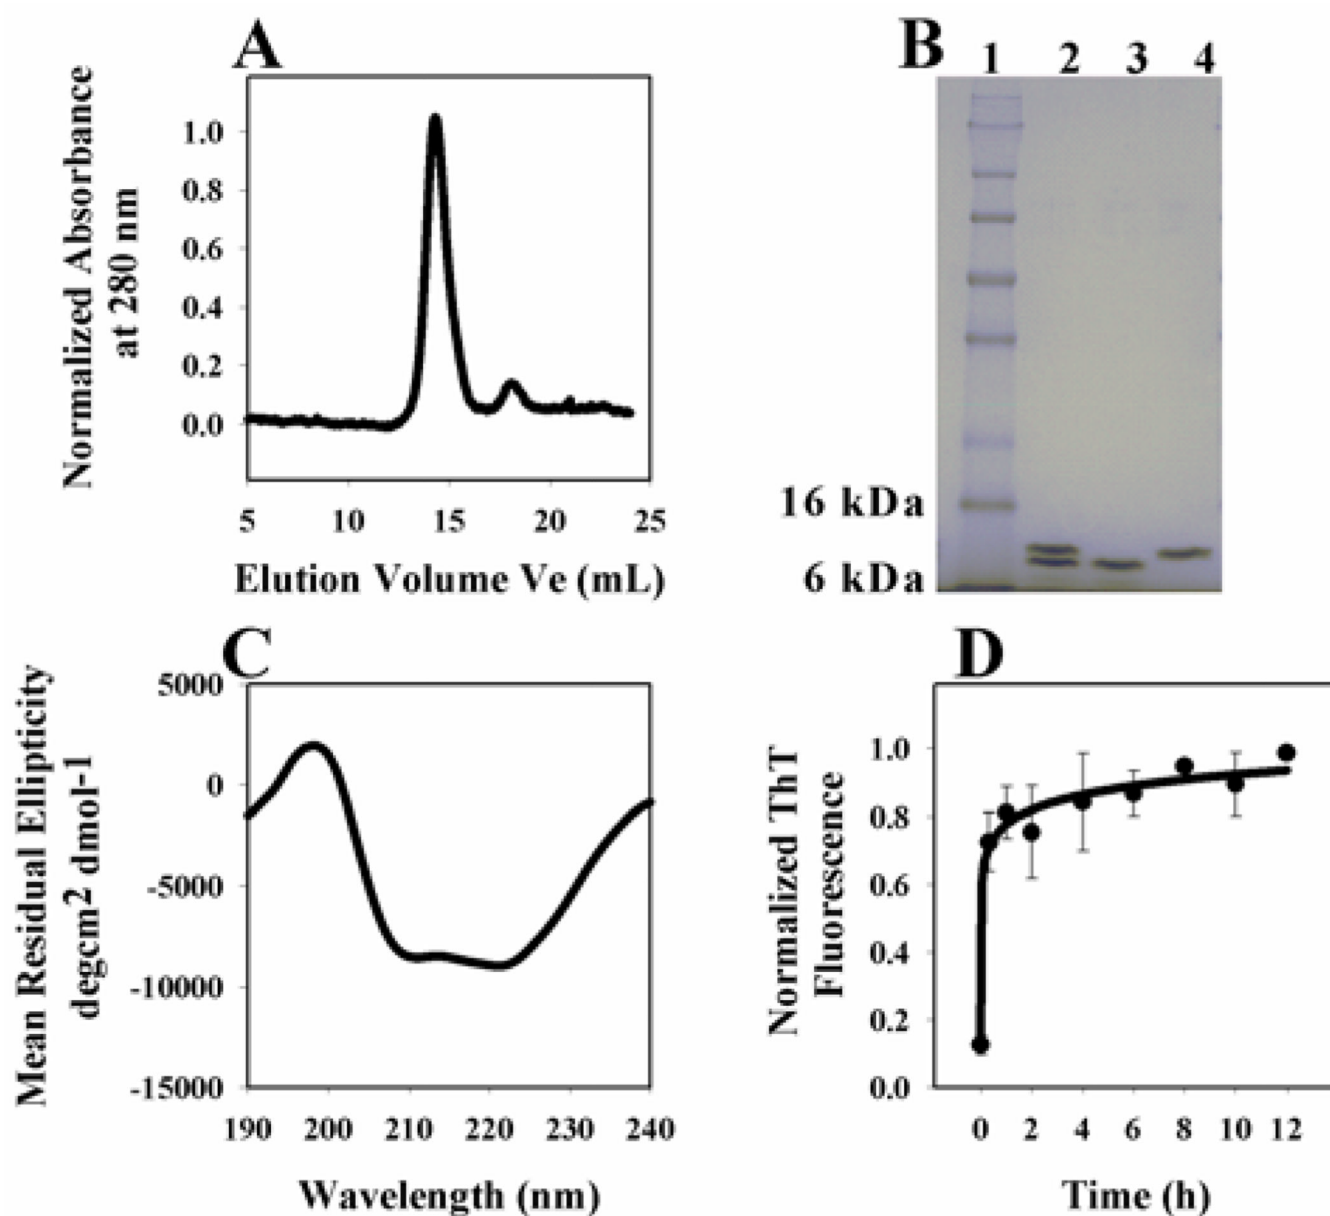 A
Normalized Absorbance
at 280 nm
1.0
0.8
0.6
0.4
0.2
0.0
5 10 15 20 25
Elution Volume Ve (mL)
B
1 2 3 4
16 kDa
6 kDa
C
Mean Residual Ellipticity
degcm2 dmol-1
5000
0
-5000
-10000
-15000
190 200 210 220 230 240
Wavelength (nm)
D
Normalized ThT
Fluorescence
1.0
0.8
0.6
0.4
0.2
0.0
0 2 4 6 8 10 12
Time (h)